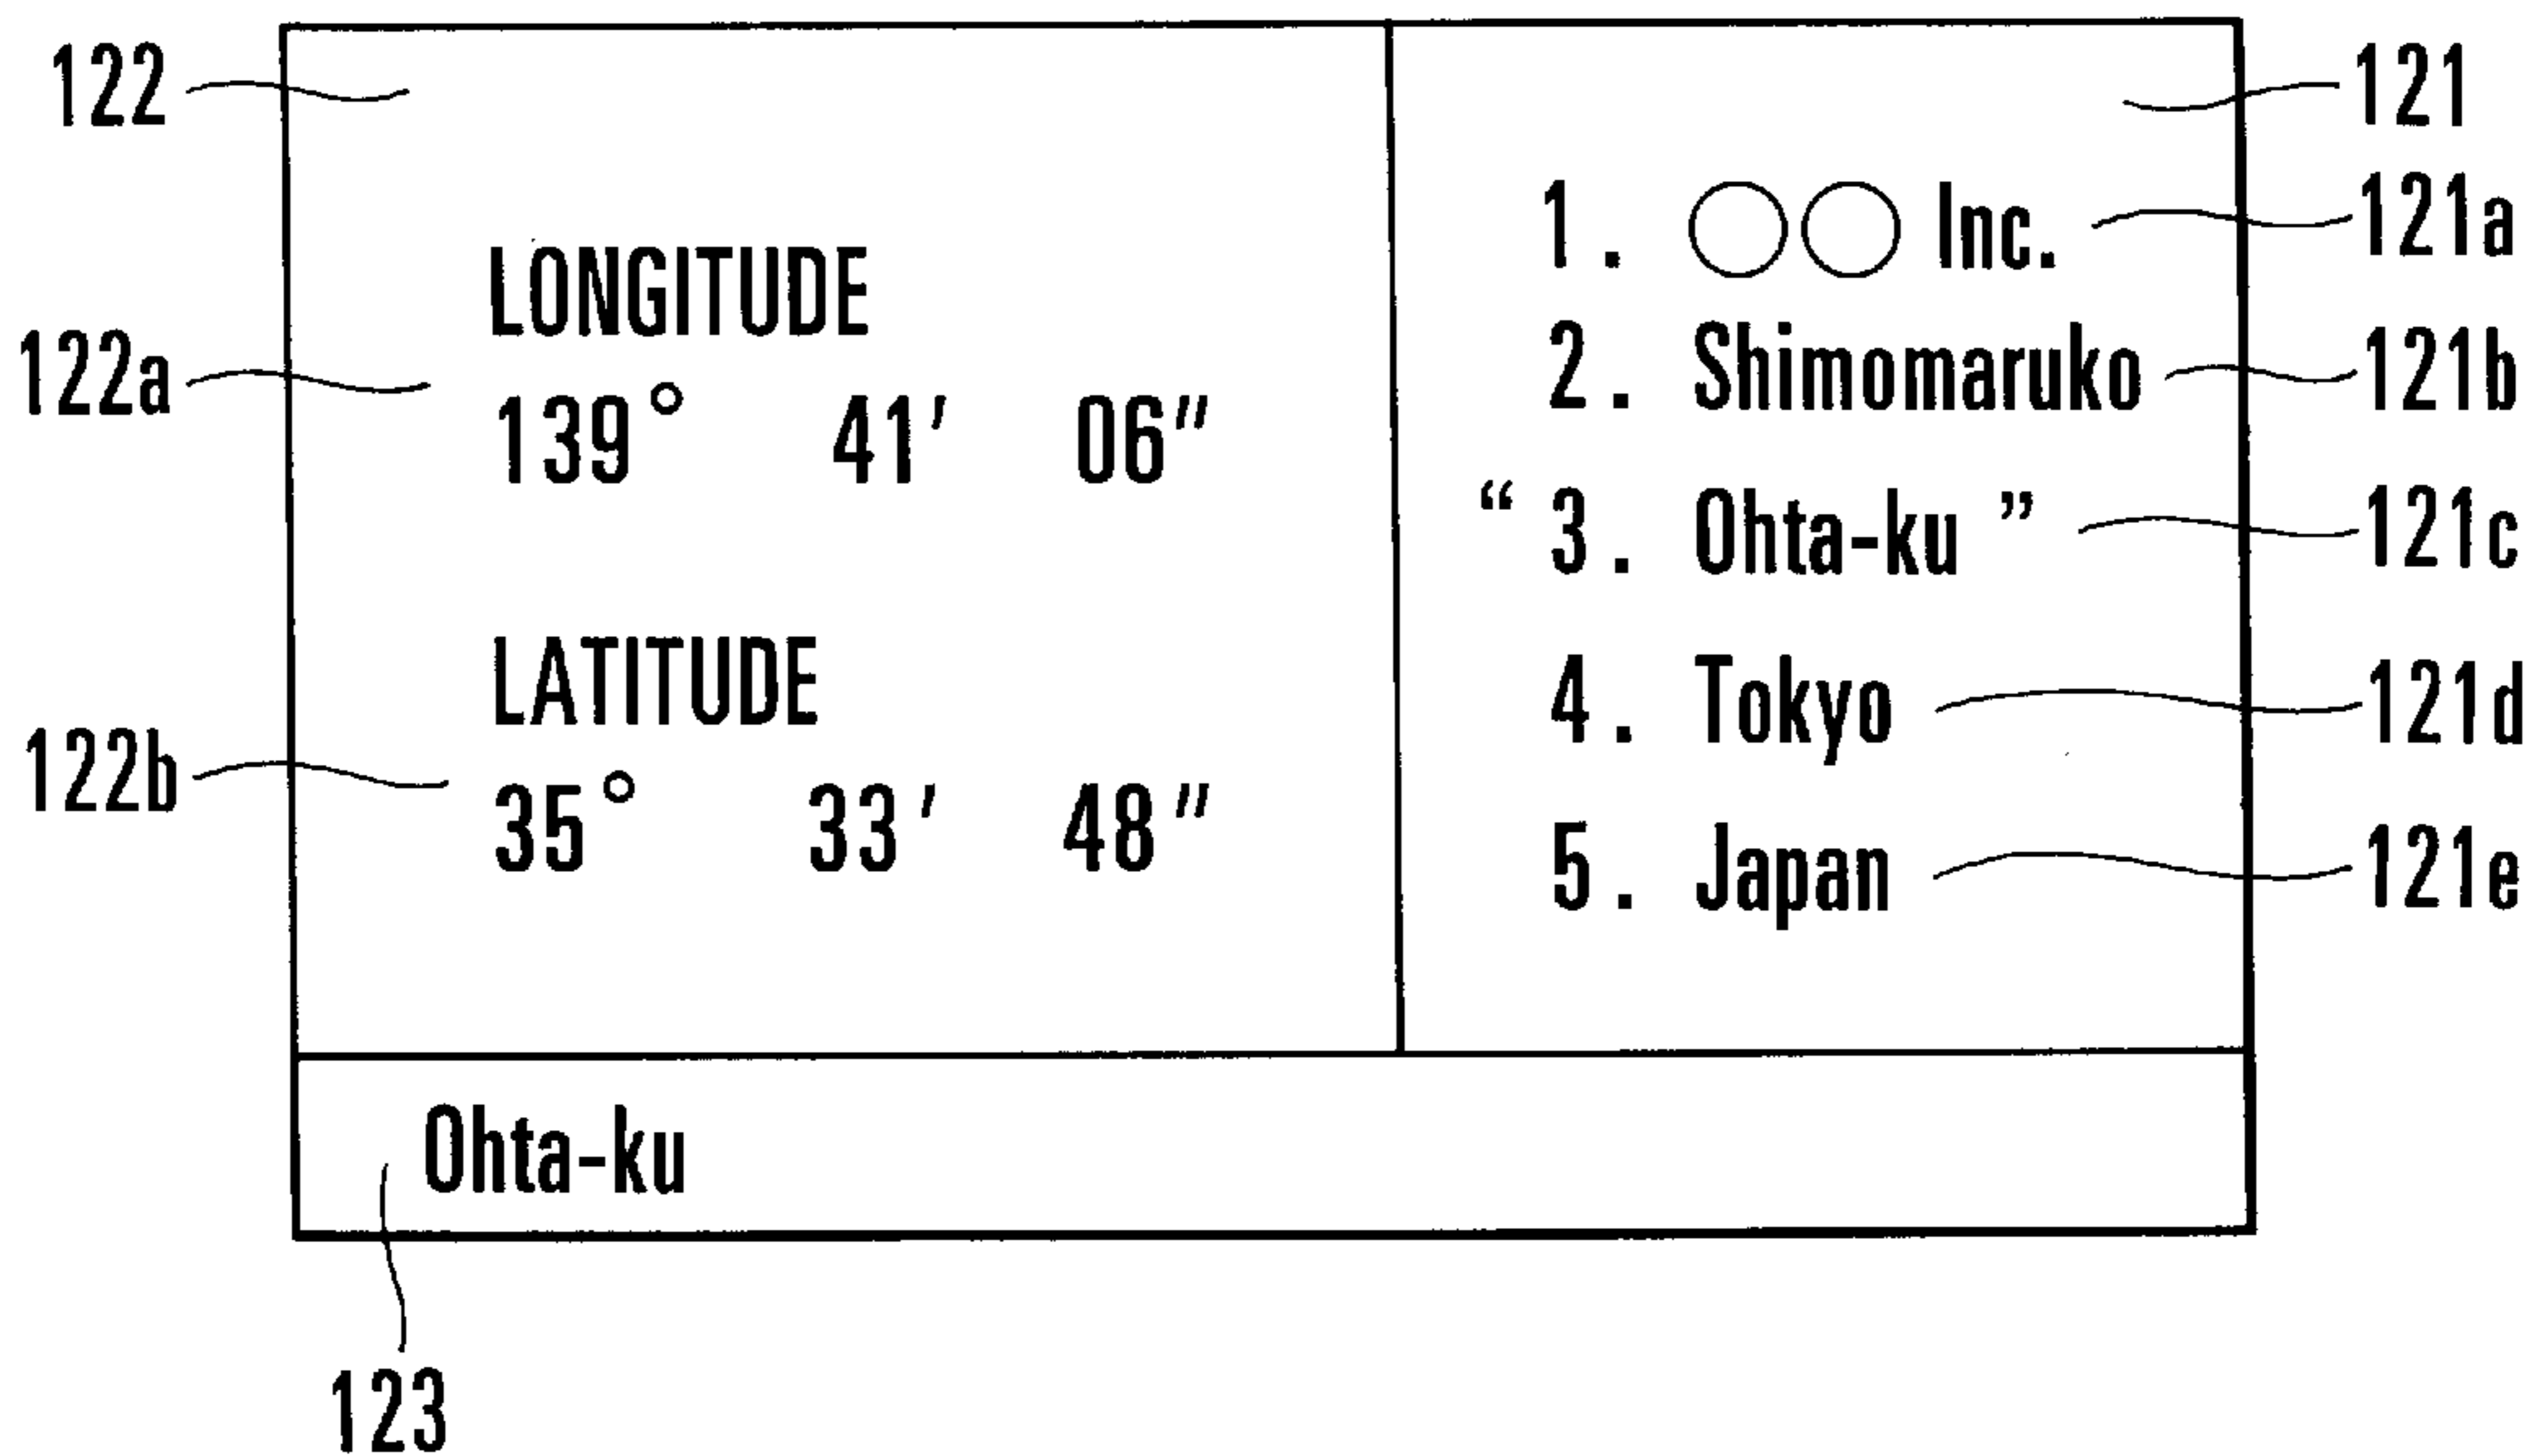 122
LONGITUDE
122a
139° 41′ 06″
LATITUDE
122b
35° 33′ 48″
121
1. ○○ Inc. 121a
2. Shimomaruko 121b
“ 3. Ohta-ku ” 121c
4. Tokyo 121d
5. Japan 121e
Ohta-ku
123